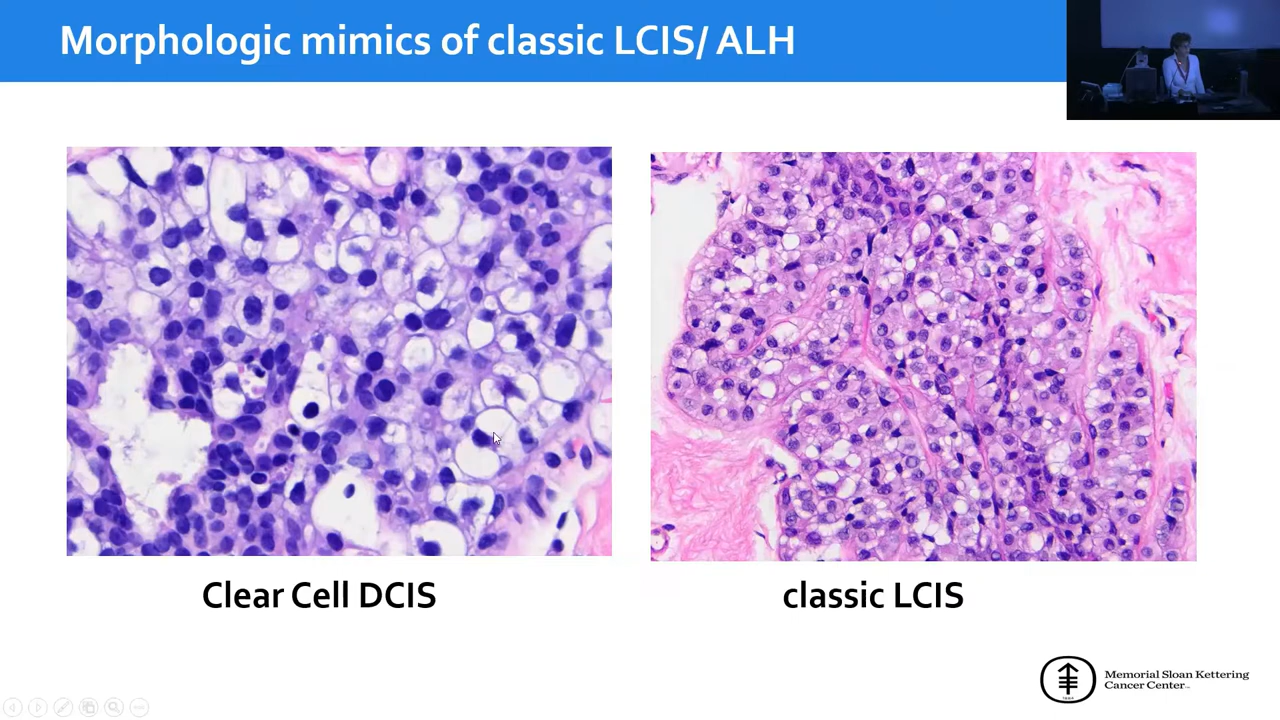 Morphologic mimics of classic LCIS/ ALH
Clear Cell DCIS
classic LCIS
Memorial Sloan Kettering
Cancer Center